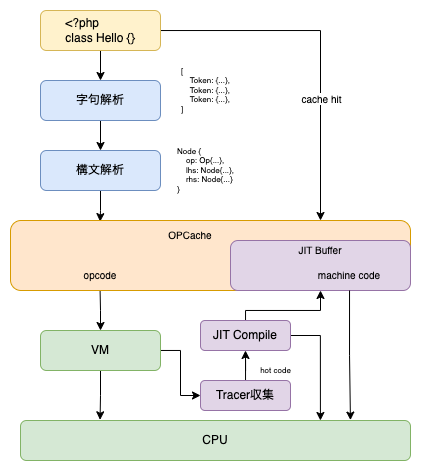 <?php
class Hello {}
字句解析
[
Token: {...},
Token: {...},
Token: {...},
]
cache hit
構文解析
Node {
op: Op{...},
lhs: Node{...},
rhs: Node{...}
}
OPCache
JIT Buffer
opcode
machine code
VM
JIT Compile
hot code
Tracer収集
CPU